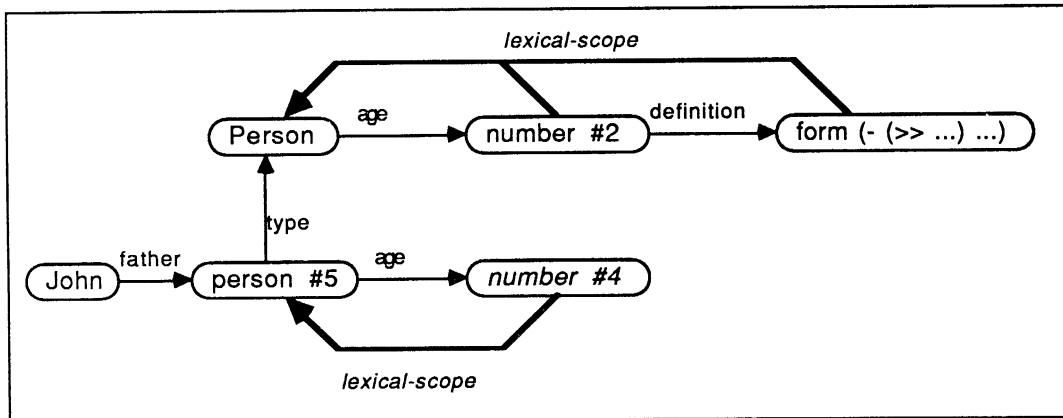 lexical-scope
Person
age
number #2
definition
form (- (>> ...) ...)
type
John
father
person #5
age
number #4
lexical-scope